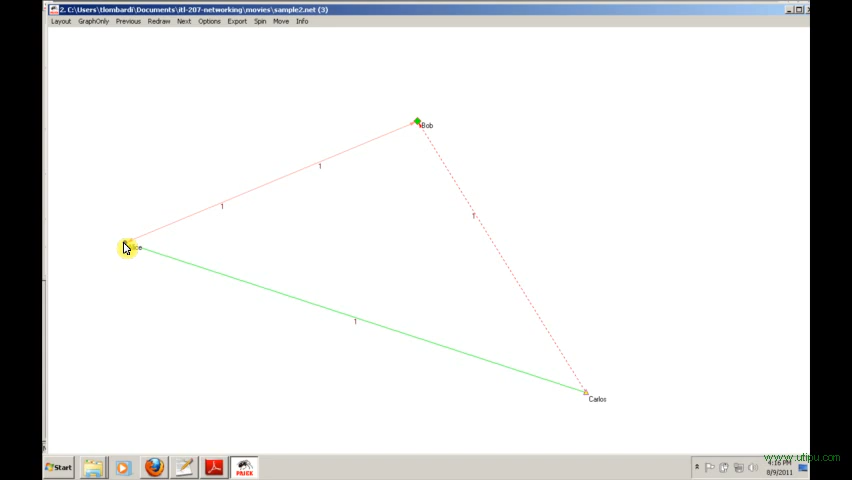 2. C:\Users\tlombardi\Documents\itl-207-networking\movies\sample2.net (3)
Layout GraphOnly Previous Redraw Next Options Export Spin Move Info
Bob
1
1
1
1
Carlos
Start
PAJEK
www.utipu.com
4:16 PM
8/9/2011